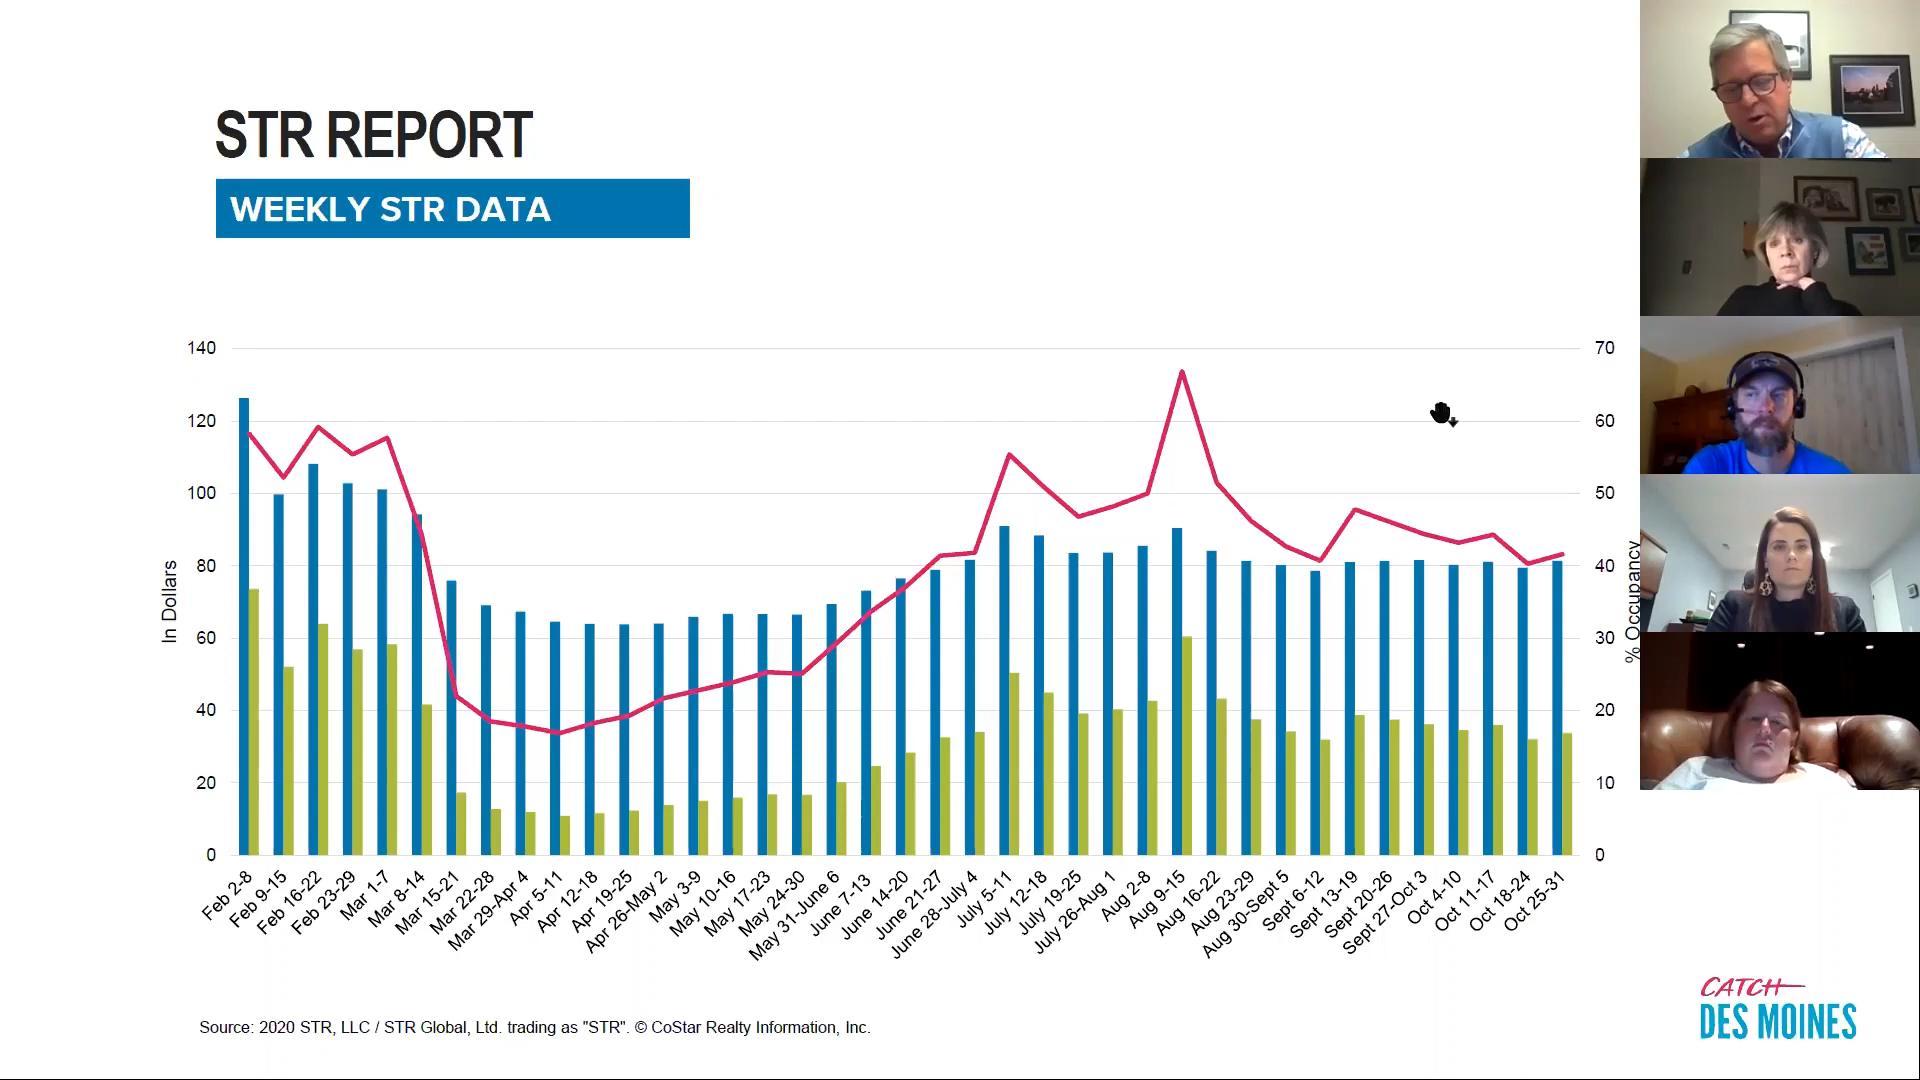 STR REPORT
WEEKLY STR DATA
140
120
100
80
60
40
20
0
In Dollars
70
60
50
40
30
20
10
0
% Occupancy
Feb 2-8
Feb 9-15
Feb 16-22
Feb 23-29
Mar 1-7
Mar 8-14
Mar 15-21
Mar 22-28
Mar 29-Apr 4
Apr 5-11
Apr 12-18
Apr 19-25
Apr 26-May 2
May 3-9
May 10-16
May 17-23
May 24-30
May 31-June 6
June 7-13
June 14-20
June 21-27
June 28-July 4
July 5-11
July 12-18
July 19-25
July 26-Aug 1
Aug 2-8
Aug 9-15
Aug 16-22
Aug 23-29
Aug 30-Sept 5
Sept 6-12
Sept 13-19
Sept 20-26
Sept 27-Oct 3
Oct 4-10
Oct 11-17
Oct 18-24
Oct 25-31
Source: 2020 STR, LLC / STR Global, Ltd. trading as "STR". © CoStar Realty Information, Inc.
CATCH
DES MOINES